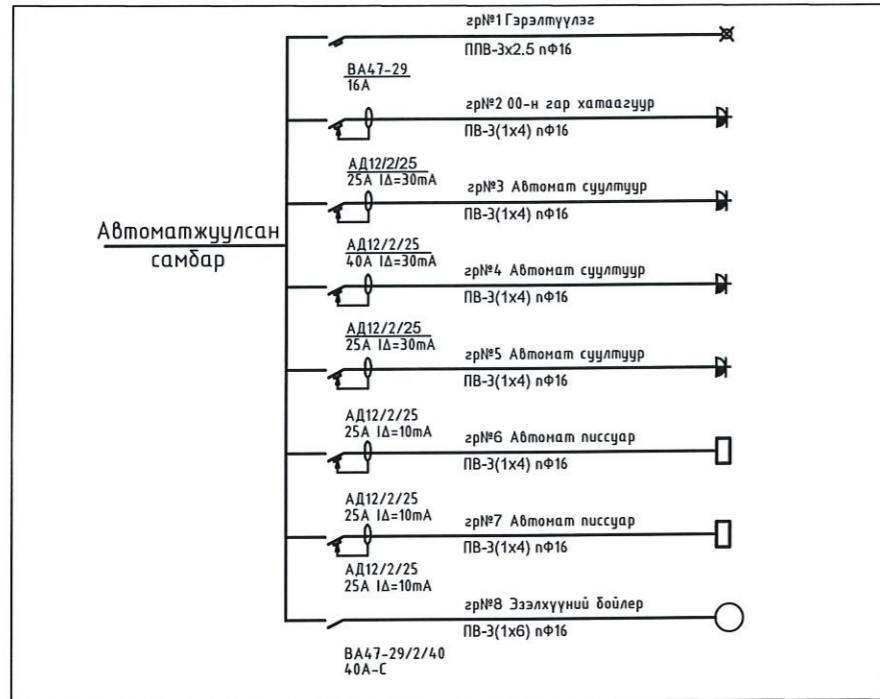 гр№1 Гэрэлтүүлэг
ППВ-3х2.5 пФ16
ВА47-29
16А
гр№2 00-н гар хатаагуур
ПВ-3(1х4) пФ16
АД12/2/25
25А IΔ=30mA
гр№3 Автомат суултуур
ПВ-3(1х4) пФ16
Автоматжуулсан
самбар
АД12/2/25
40А IΔ=30mA
гр№4 Автомат суултуур
ПВ-3(1х4) пФ16
АД12/2/25
25А IΔ=30mA
гр№5 Автомат суултуур
ПВ-3(1х4) пФ16
АД12/2/25
25А IΔ=10mA
гр№6 Автомат писсуар
ПВ-3(1х4) пФ16
АД12/2/25
25А IΔ=10mA
гр№7 Автомат писсуар
ПВ-3(1х4) пФ16
АД12/2/25
25А IΔ=10mA
гр№8 Эзэлхүүний бойлер
ПВ-3(1х6) пФ16
ВА47-29/2/40
40А-С